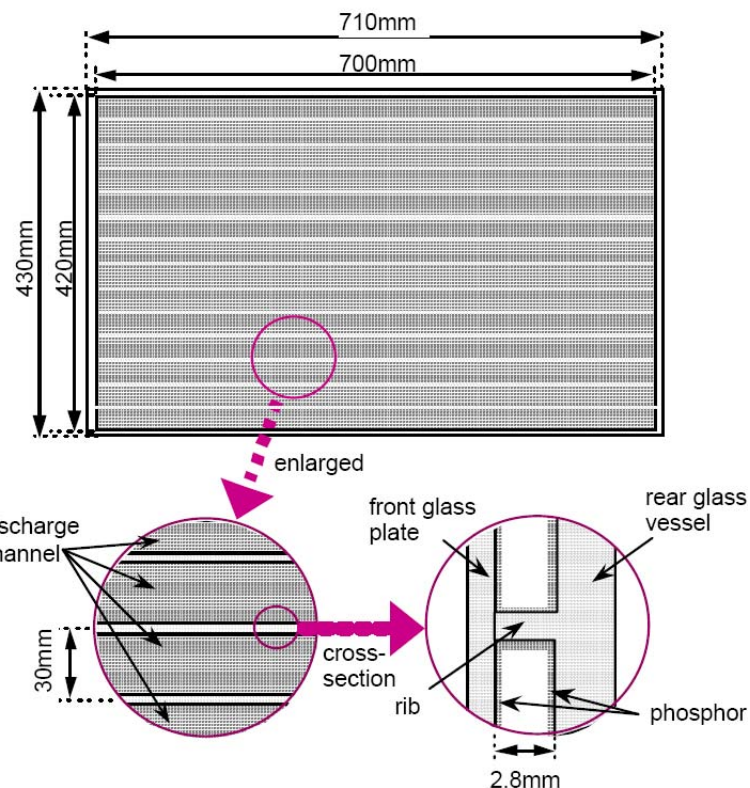 710mm
700mm
430mm
420mm
enlarged
front glass
plate
rear glass
vessel
ischarge
hannel
30mm
cross-
section
rib
phosphor
2.8mm